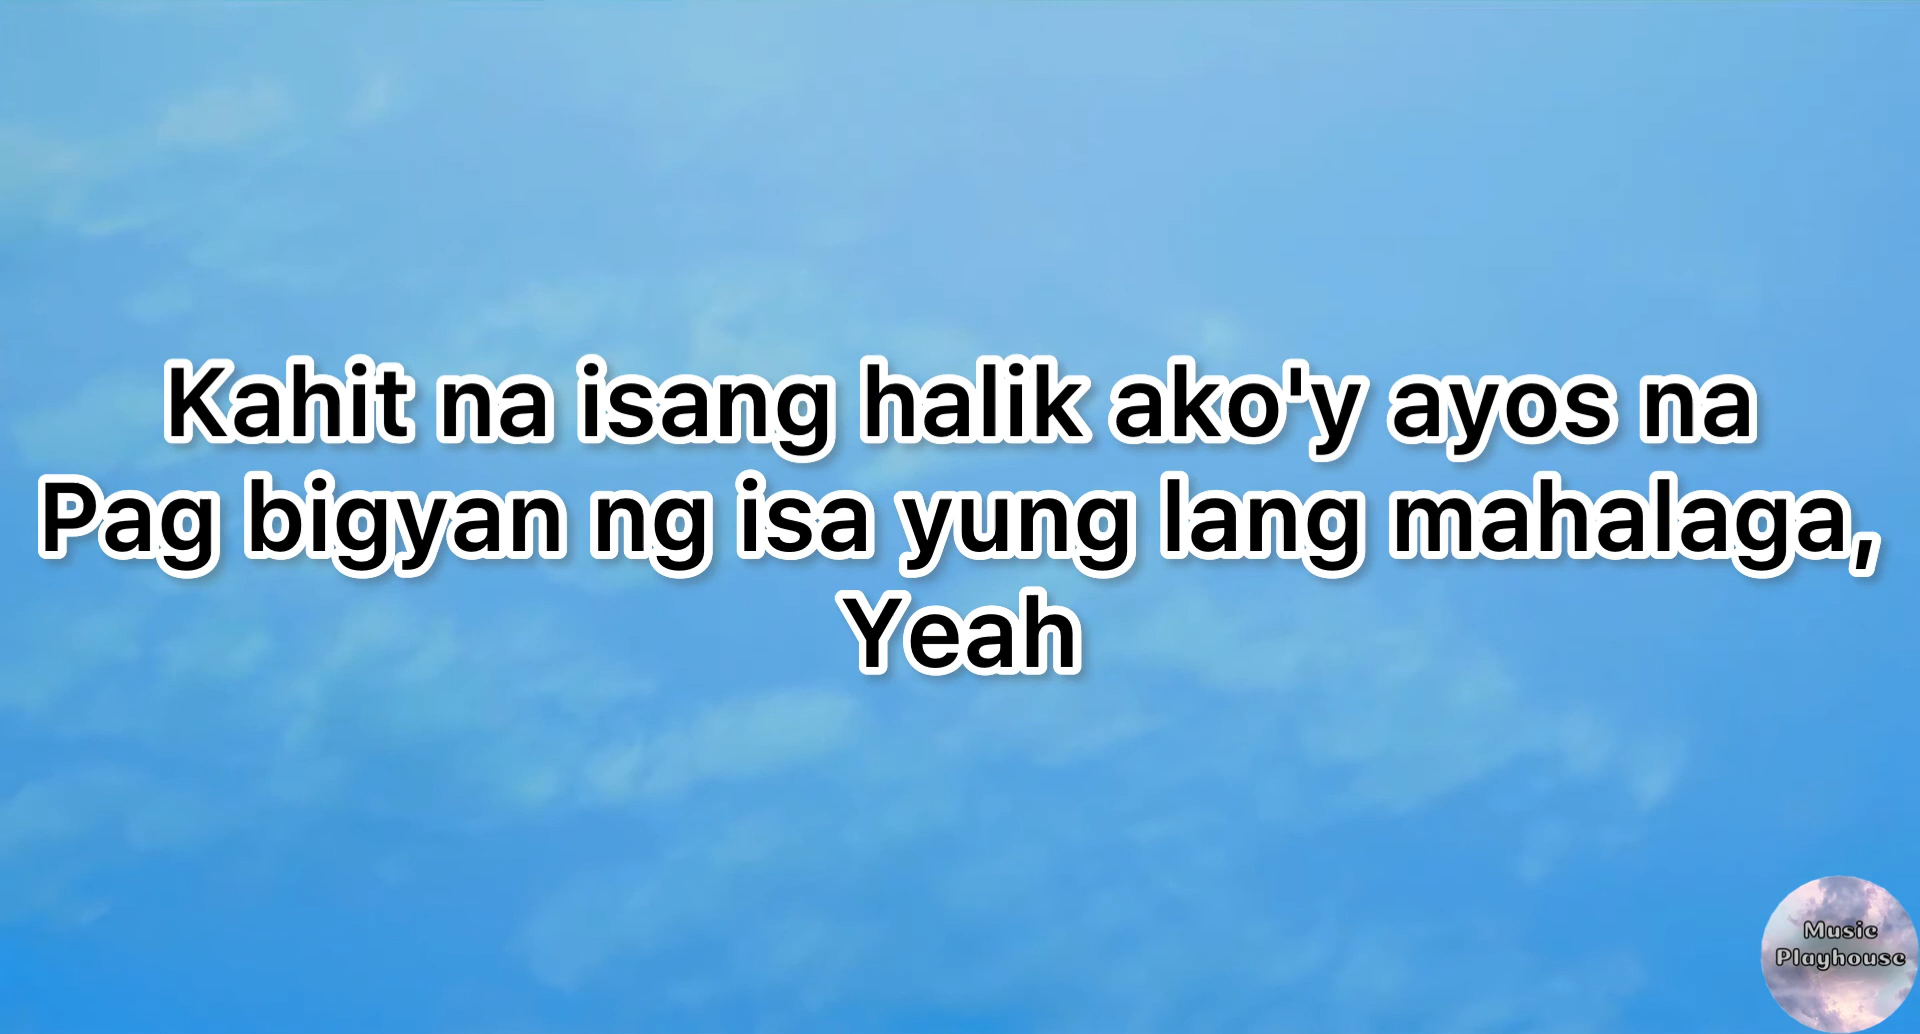 Kahit na isang halik ako'y ayos na
Pag bigyan ng isa yung lang mahalaga,
Yeah
Music
Playhouse